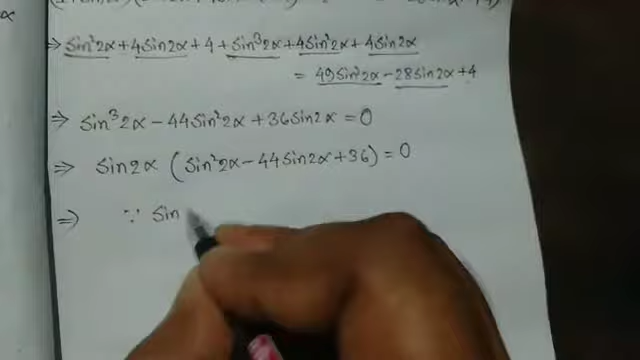 ⇒ sin²2α + 4sin2α + 4 + sin³2α + 4sin²2α + 4sin2α
= 49sin²2α - 28sin2α + 4
⇒ sin³2α - 44sin²2α + 36sin2α = 0
⇒ sin2α (sin²2α - 44sin2α + 36) = 0
⇒ ∵ sin